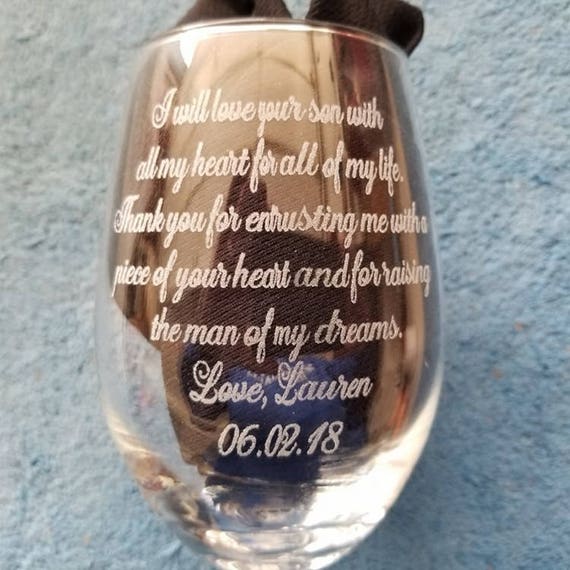 I will love your son with
all my heart for all of my life.
Thank you for entrusting me with a
piece of your heart and for raising
the man of my dreams.
Love, Lauren
06.02.18